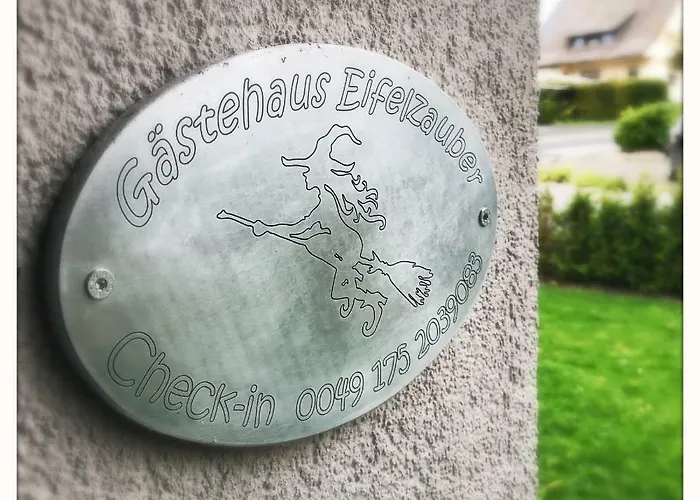 Gästehaus Eifelzauber
Check-in 0049 175 2039083